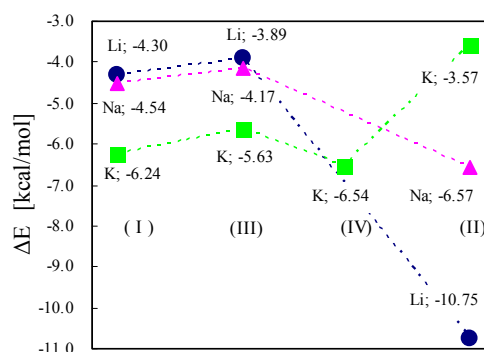 -3.0
-4.0
-5.0
-6.0
-7.0
-8.0
-9.0
-10.0
-11.0
ΔE [kcal/mol]
Li; -4.30
Li; -3.89
K; -3.57
Na; -4.54
Na; -4.17
K; -6.24
K; -5.63
K; -6.54
Na; -6.57
( I )
(III)
(IV)
(II)
Li; -10.75